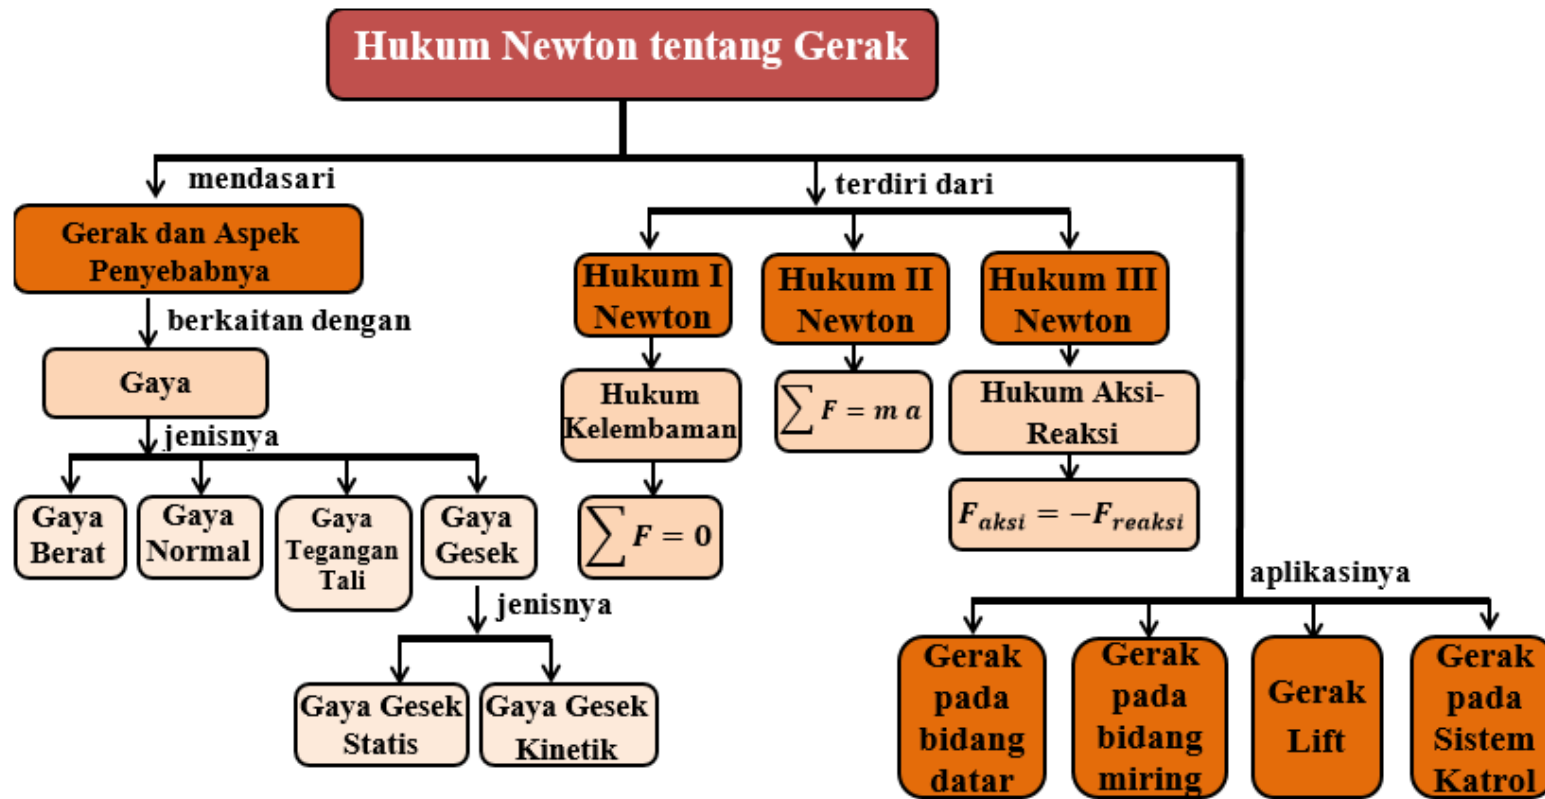 Hukum Newton tentang Gerak
mendasari
terdiri dari
Gerak dan Aspek
Penyebabnya
berkaitan dengan
Gaya
jenisnya
Gaya
Berat
Gaya
Normal
Gaya
Tegangan
Tali
Gaya
Gesek
jenisnya
Gaya Gesek
Statis
Gaya Gesek
Kinetik
Hukum I
Newton
Hukum
Kelembaman
∑ F = 0
Hukum II
Newton
∑ F = m a
Hukum III
Newton
Hukum Aksi-
Reaksi
F_aksi = −F_reaksi
aplikasinya
Gerak
pada
bidang
datar
Gerak
pada
bidang
miring
Gerak
Lift
Gerak
pada
Sistem
Katrol